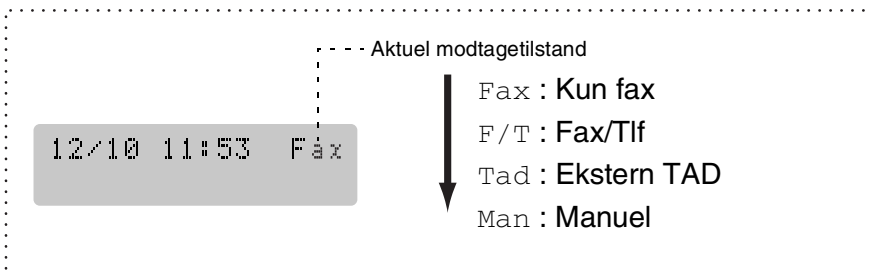 Aktuel modtagetilstand
Fax : Kun fax
F/T : Fax/Tlf
12/10 11:53 Fax
Tad : Ekstern TAD
Man : Manuel